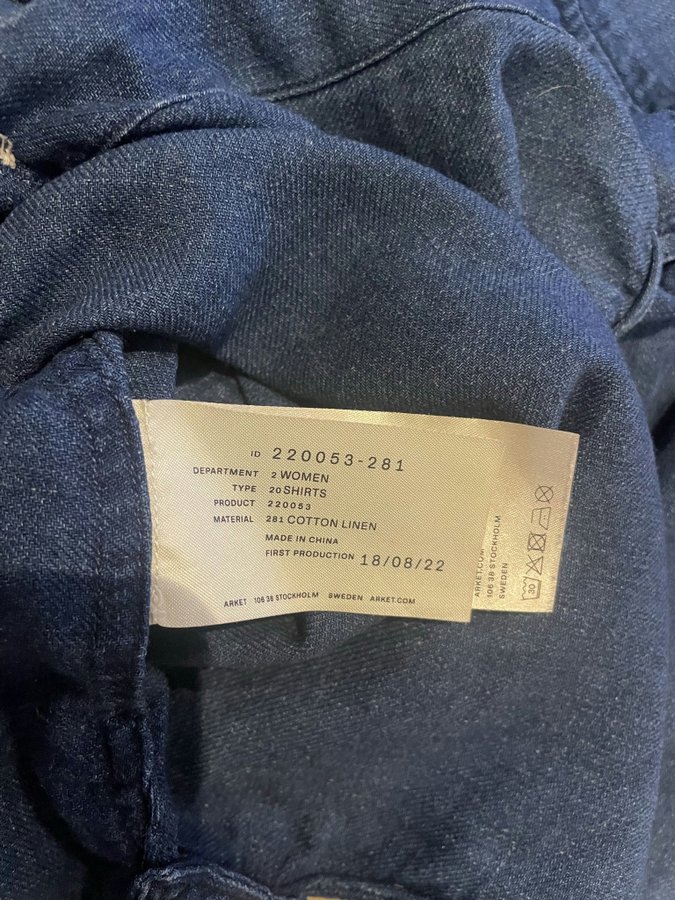 ID 220053-281
DEPARTMENT 2 WOMEN
TYPE 20 SHIRTS
PRODUCT 220053
MATERIAL 281 COTTON LINEN
MADE IN CHINA
FIRST PRODUCTION 18/08/22
ARKET 106 38 STOCKHOLM SWEDEN ARKET.COM
ARKET.COM
106 38 STOCKHOLM
SWEDEN
30